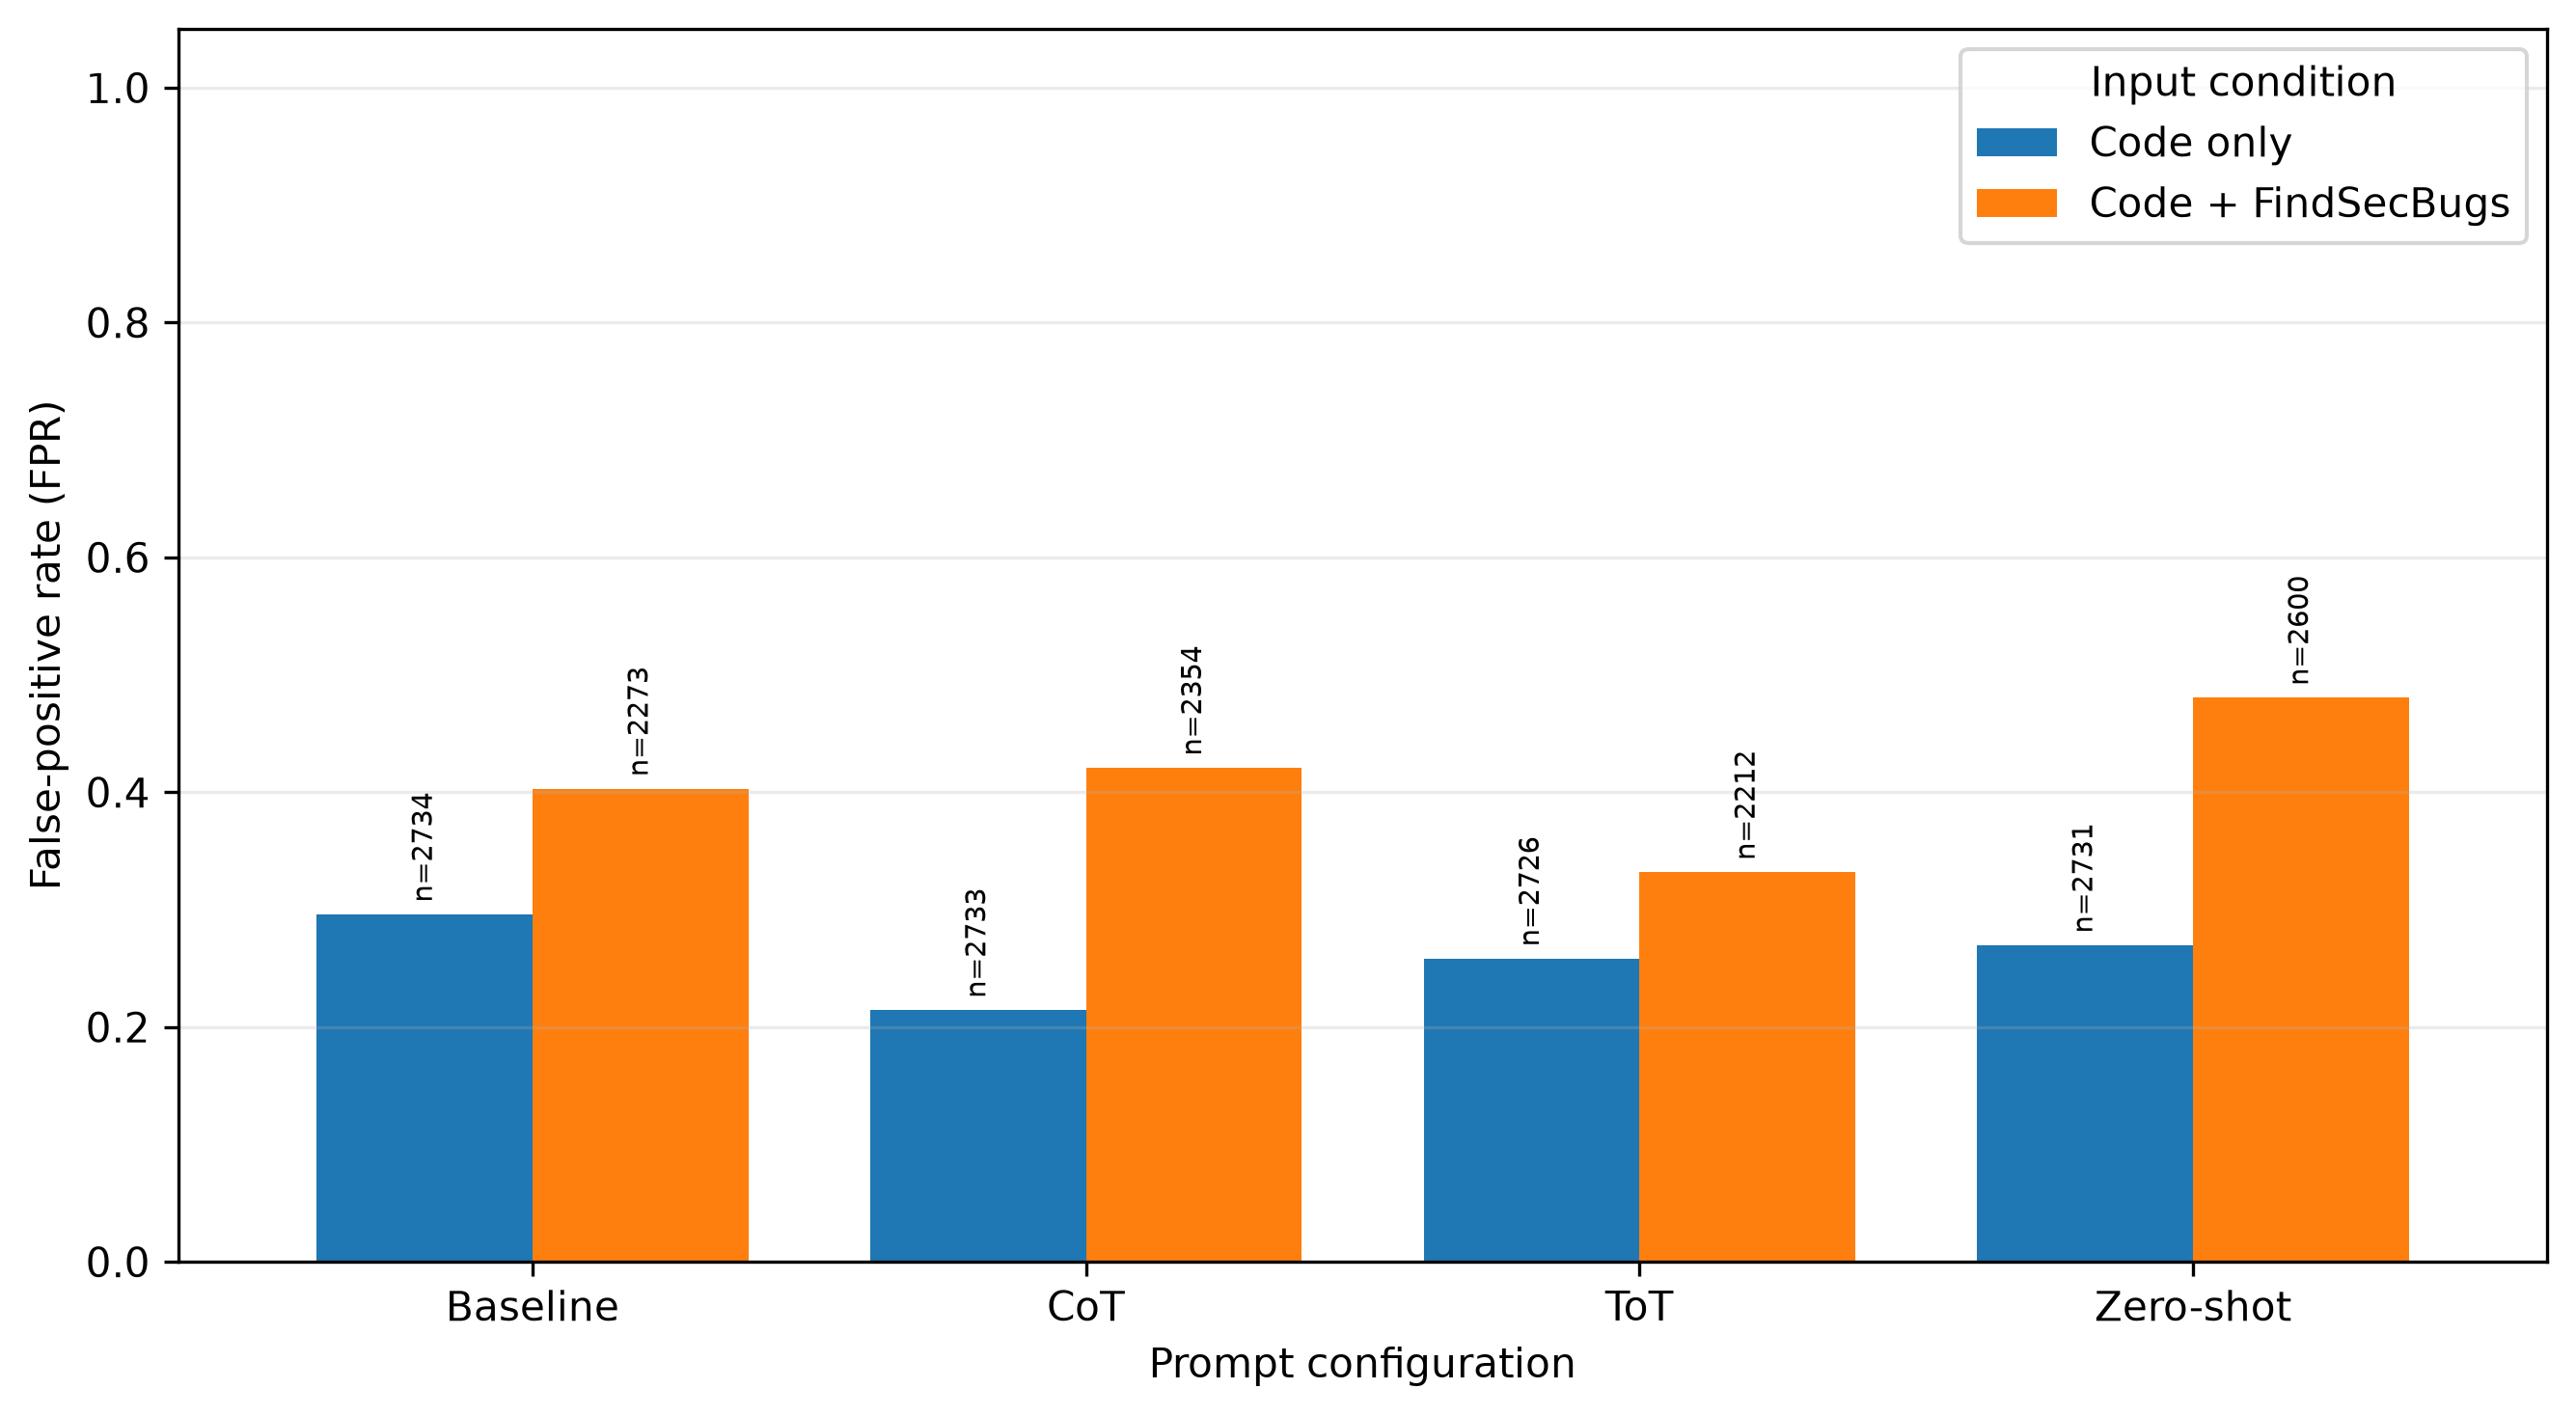 Input condition
Code only
Code + FindSecBugs
False-positive rate (FPR)
1.0
0.8
0.6
0.4
0.2
0.0
n=2734
n=2273
n=2733
n=2354
n=2726
n=2212
n=2731
n=2600
Baseline
CoT
ToT
Zero-shot
Prompt configuration